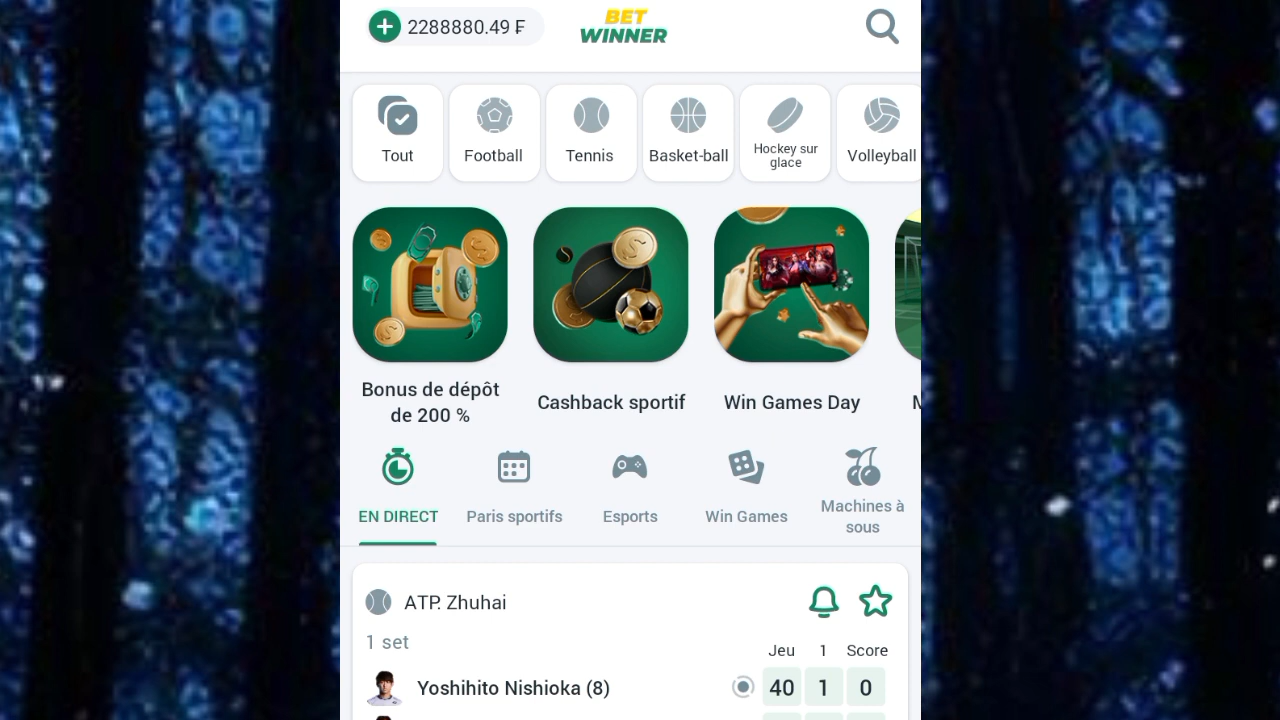 2288880.49 ₣
BET
WINNER
Tout
Football
Tennis
Basket-ball
Hockey sur
glace
Volleyball
Bonus de dépôt
de 200 %
Cashback sportif
Win Games Day
EN DIRECT
Paris sportifs
Esports
Win Games
Machines à
sous
ATP. Zhuhai
1 set
Jeu 1 Score
Yoshihito Nishioka (8) 40 1 0